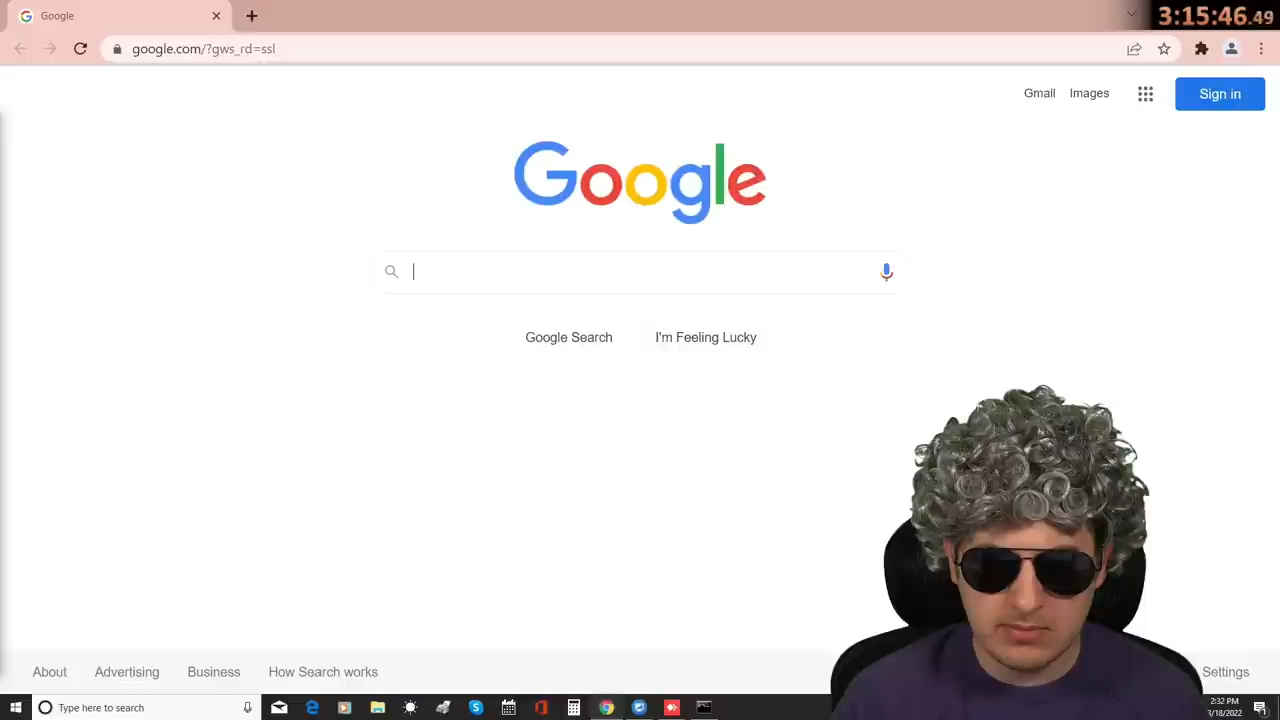 Google
3:15:46.49
google.com/?gws_rd=ssl
Gmail Images Sign in
Google
Google Search I'm Feeling Lucky
About Advertising Business How Search works Settings
Type here to search
2:32 PM
/18/2022